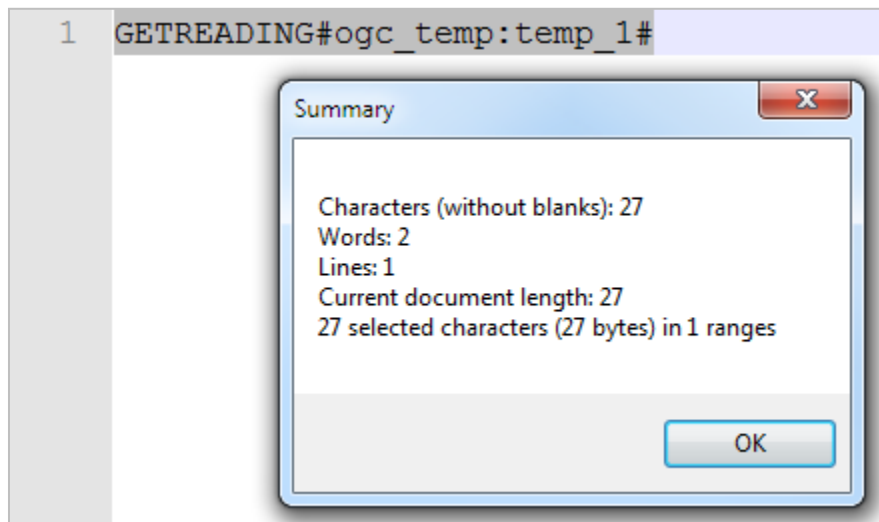 1 GETREADING#ogc_temp:temp_1#
Summary
Characters (without blanks): 27
Words: 2
Lines: 1
Current document length: 27
27 selected characters (27 bytes) in 1 ranges
OK